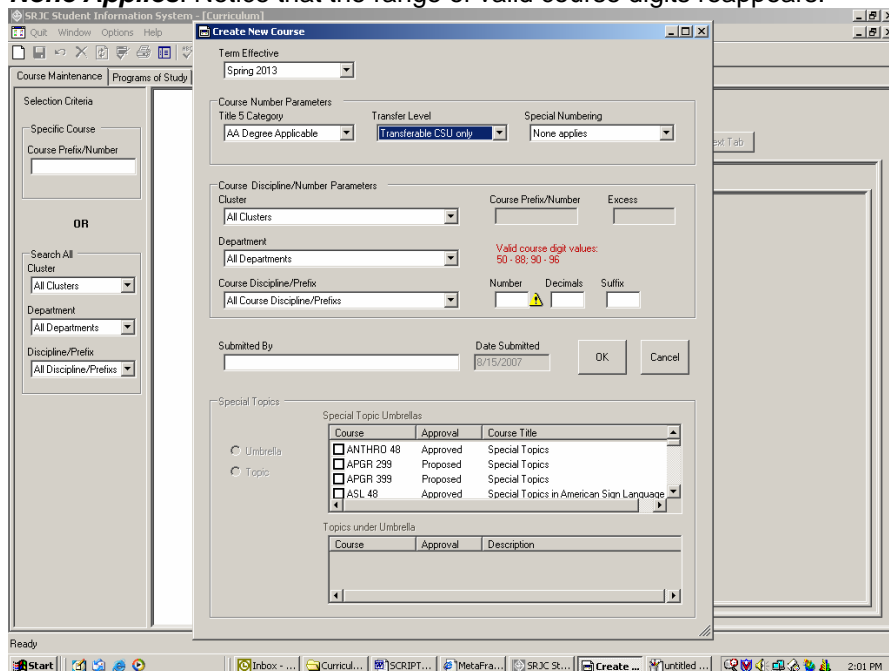 None Applies. Notice that the range of valid course digits reappears.
SRJC Student Information System - [Curriculum]
Quit Window Options Help
Create New Course
Term Effective
Spring 2013
Course Maintenance Programs of Study
Selection Criteria
Specific Course
Course Prefix/Number
OR
Search All
Cluster
All Clusters
Department
All Departments
Discipline/Prefix
All Discipline/Prefixs
Course Number Parameters
Title 5 Category Transfer Level Special Numbering
AA Degree Applicable Transferable CSU only None applies
ext Tab
Course Discipline/Number Parameters
Cluster Course Prefix/Number Excess
All Clusters
Department
All Departments
Valid course digit values:
50 - 88; 90 - 96
Course Discipline/Prefix Number Decimals Suffix
All Course Discipline/Prefixs
Submitted By Date Submitted
8/15/2007 OK Cancel
Special Topics
Special Topic Umbrellas
Umbrella
Topic
Course Approval Course Title
ANTHRO 48 Approved Special Topics
APGR 299 Proposed Special Topics
APGR 399 Proposed Special Topics
ASL 48 Approved Special Topics in American Sign Language
Topics under Umbrella
Course Approval Description
Ready
Start Inbox - ... Curricul... SCRIPT... MetaFra... SRJC St... Create ... untitled ... 2:01 PM